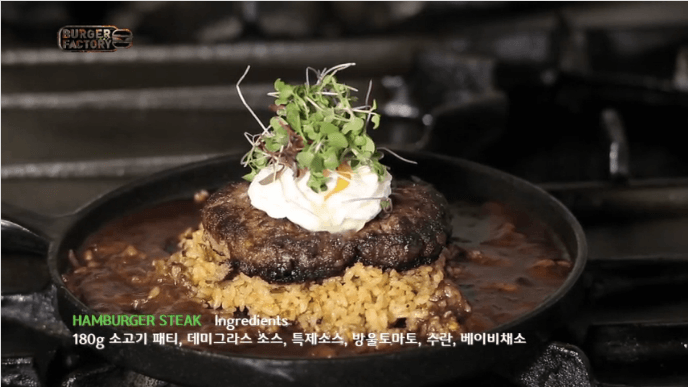 BURGER
FACTORY
HAMBURGER STEAK Ingredients
180g 소고기 패티, 데미그라스 소스, 특제소스, 방울토마토, 수란, 베이비채소